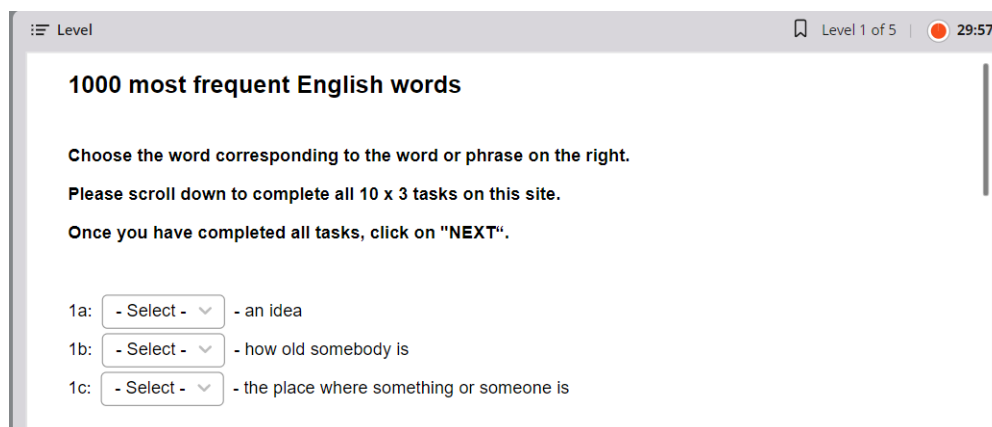 Level
Level 1 of 5 | 29:57
1000 most frequent English words
Choose the word corresponding to the word or phrase on the right.
Please scroll down to complete all 10 x 3 tasks on this site.
Once you have completed all tasks, click on "NEXT“.
1a: - Select - - an idea
1b: - Select - - how old somebody is
1c: - Select - - the place where something or someone is